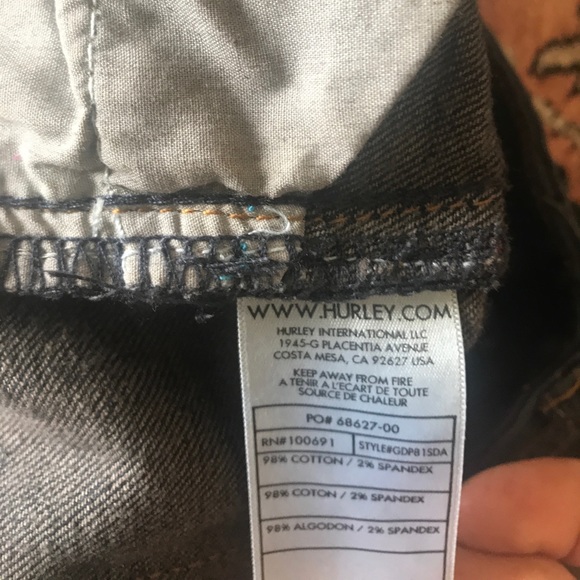 WWW.HURLEY.COM
HURLEY INTERNATIONAL LLC
1945-G PLACENTIA AVENUE
COSTA MESA, CA 92627 USA
KEEP AWAY FROM FIRE
A TENIR A L'ECART DE TOUTE
SOURCE DE CHALEUR
PO# 68627-00
RN#100691 STYLE#GDPB1SDA
98% COTTON / 2% SPANDEX
98% COTON / 2% SPANDEX
98% ALGODON / 2% SPANDEX